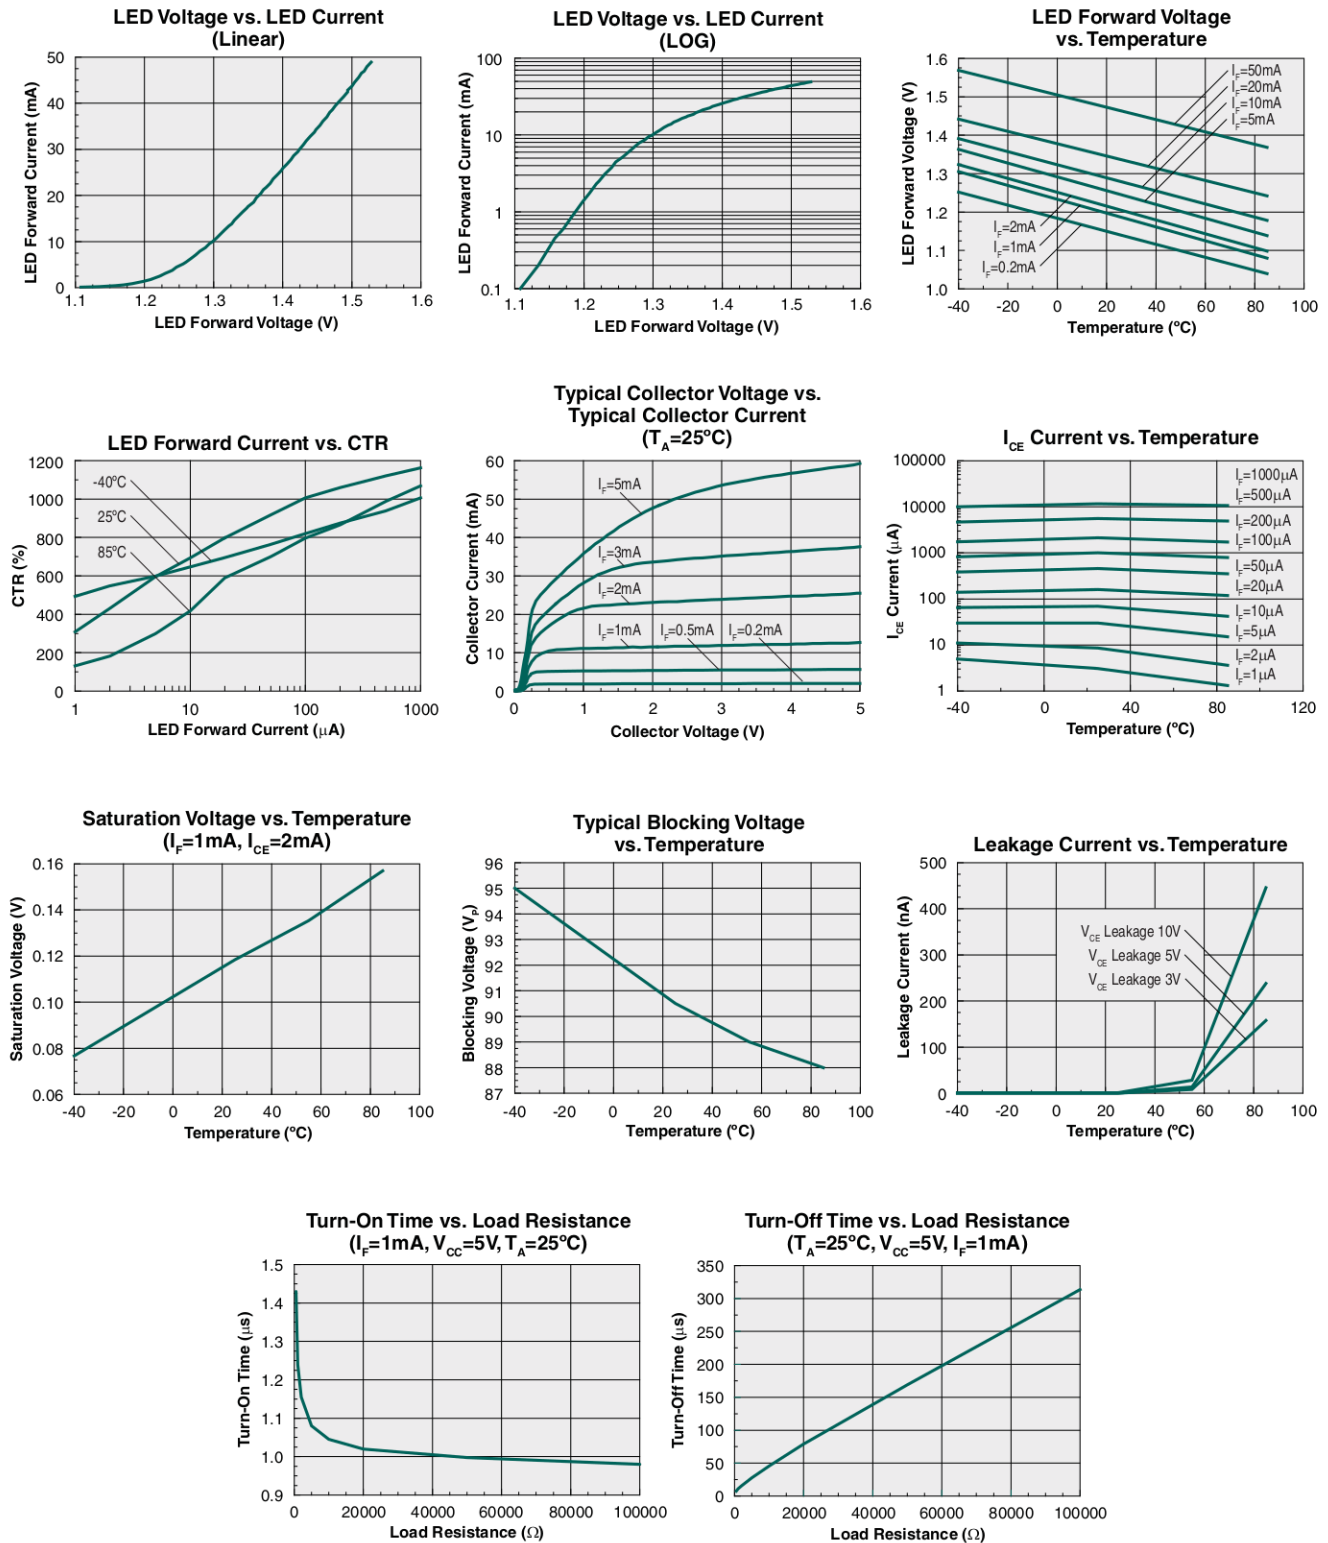 LED Voltage vs. LED Current
(Linear)
LED Forward Current (mA)
50
40
30
20
10
0
1.1 1.2 1.3 1.4 1.5 1.6
LED Forward Voltage (V)
LED Voltage vs. LED Current
(LOG)
LED Forward Current (mA)
100
10
1
0.1
1.1 1.2 1.3 1.4 1.5 1.6
LED Forward Voltage (V)
LED Forward Voltage
vs. Temperature
LED Forward Voltage (V)
1.6
1.5
1.4
1.3
1.2
1.1
1.0
IF=50mA
IF=20mA
IF=10mA
IF=5mA
IF=2mA
IF=1mA
IF=0.2mA
-40 -20 0 20 40 60 80 100
Temperature (ºC)
LED Forward Current vs. CTR
CTR (%)
1200
1000
800
600
400
200
0
-40ºC
25ºC
85ºC
1 10 100 1000
LED Forward Current (μA)
Typical Collector Voltage vs.
Typical Collector Current
(TA=25ºC)
Collector Current (mA)
60
50
40
30
20
10
0
IF=5mA
IF=3mA
IF=2mA
IF=1mA IF=0.5mA IF=0.2mA
0 1 2 3 4 5
Collector Voltage (V)
ICE Current vs. Temperature
ICE Current (μA)
100000
10000
1000
100
10
1
IF=1000μA
IF=500μA
IF=200μA
IF=100μA
IF=50μA
IF=20μA
IF=10μA
IF=5μA
IF=2μA
IF=1μA
-40 0 40 80 120
Temperature (ºC)
Saturation Voltage vs. Temperature
(IF=1mA, ICE=2mA)
Saturation Voltage (V)
0.16
0.14
0.12
0.10
0.08
0.06
-40 -20 0 20 40 60 80 100
Temperature (ºC)
Typical Blocking Voltage
vs. Temperature
Blocking Voltage (VP)
96
95
94
93
92
91
90
89
88
87
-40 -20 0 20 40 60 80 100
Temperature (ºC)
Leakage Current vs. Temperature
Leakage Current (nA)
500
400
300
200
100
0
VCE Leakage 10V
VCE Leakage 5V
VCE Leakage 3V
-40 -20 0 20 40 60 80 100
Temperature (ºC)
Turn-On Time vs. Load Resistance
(IF=1mA, VCC=5V, TA=25ºC)
Turn-On Time (μs)
1.5
1.4
1.3
1.2
1.1
1.0
0.9
0 20000 40000 60000 80000 100000
Load Resistance (Ω)
Turn-Off Time vs. Load Resistance
(TA=25ºC, VCC=5V, IF=1mA)
Turn-Off Time (μs)
350
300
250
200
150
100
50
0
0 20000 40000 60000 80000 100000
Load Resistance (Ω)